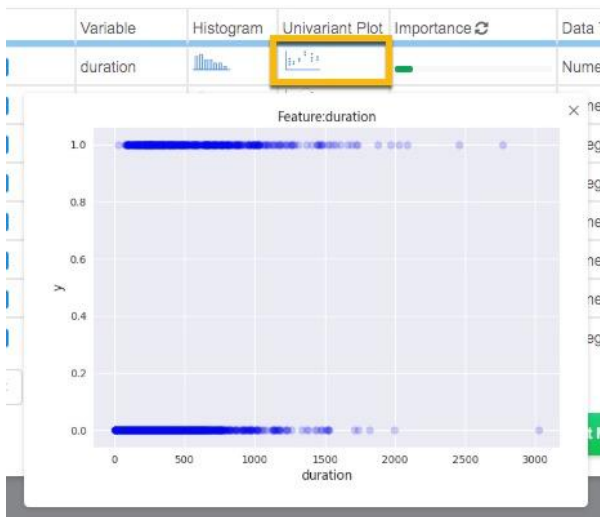 Variable Histogram Univariant Plot Importance Data
duration Nume
Feature:duration
1.0
0.8
0.6
0.4
0.2
0.0
y
0 500 1000 1500 2000 2500 3000
duration